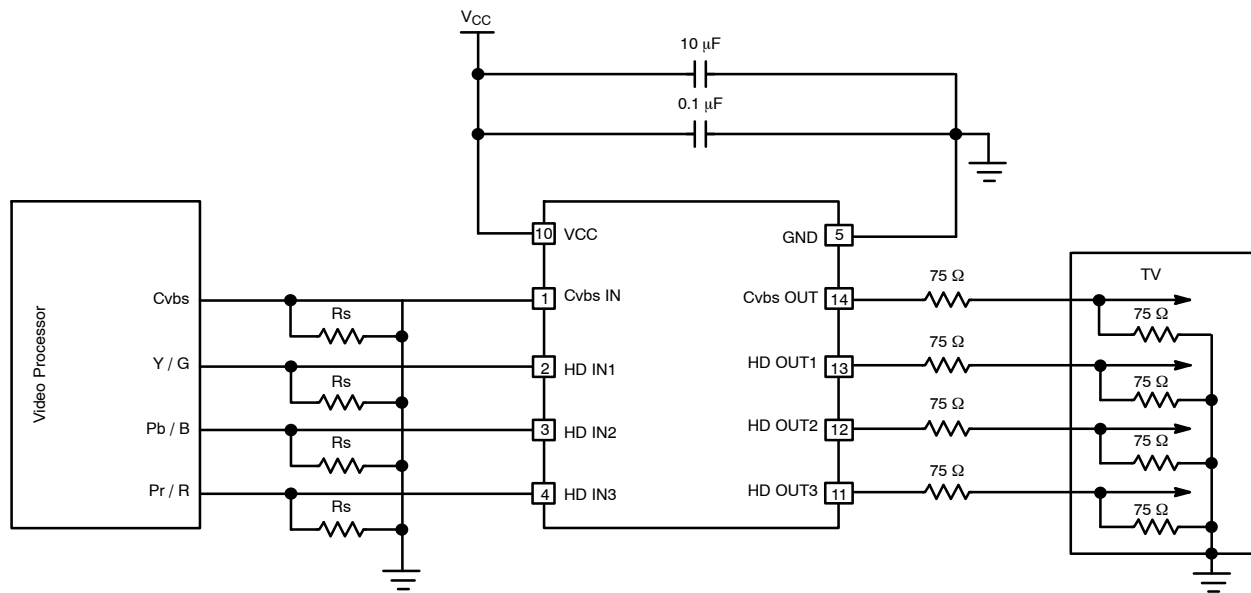 VCC
10 μF
0.1 μF
10 VCC
GND 5
Video Processor
Cvbs
Rs
1 Cvbs IN
Cvbs OUT 14
75 Ω
TV
75 Ω
Y / G
Rs
2 HD IN1
HD OUT1 13
75 Ω
75 Ω
Pb / B
Rs
3 HD IN2
HD OUT2 12
75 Ω
75 Ω
Pr / R
Rs
4 HD IN3
HD OUT3 11
75 Ω
75 Ω